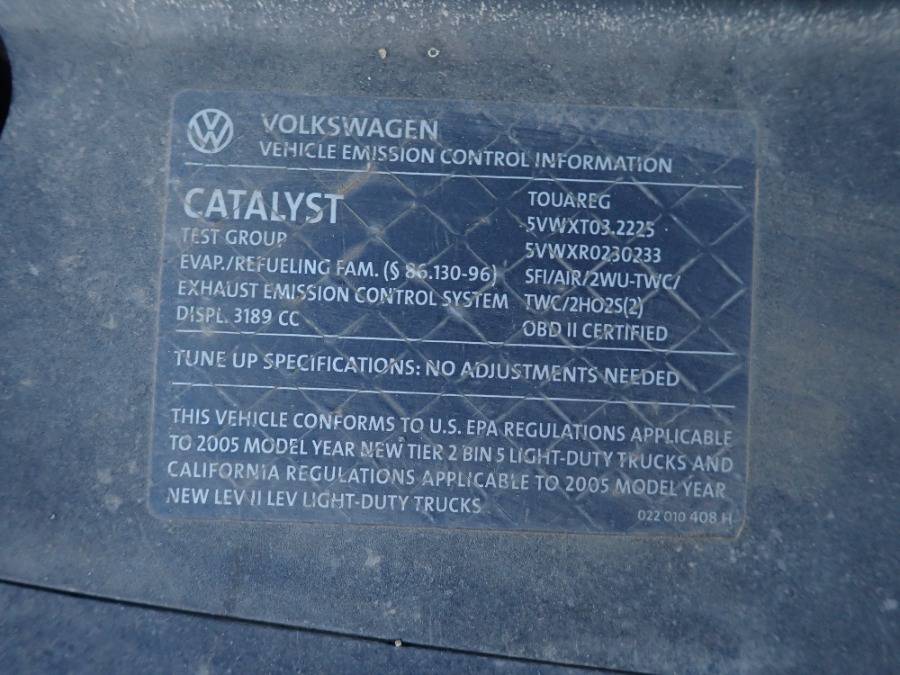 VOLKSWAGEN
VEHICLE EMISSION CONTROL INFORMATION
CATALYST
TOUAREG
TEST GROUP
5VWXT03.2225
EVAP./REFUELING FAM. (§ 86.130-96)
5VWXR0230233
EXHAUST EMISSION CONTROL SYSTEM
SFI/AIR/2WU-TWC/
TWC/2HO2S(2)
DISPL. 3189 CC
OBD II CERTIFIED
TUNE UP SPECIFICATIONS: NO ADJUSTMENTS NEEDED
THIS VEHICLE CONFORMS TO U.S. EPA REGULATIONS APPLICABLE
TO 2005 MODEL YEAR NEW TIER 2 BIN 5 LIGHT-DUTY TRUCKS AND
CALIFORNIA REGULATIONS APPLICABLE TO 2005 MODEL YEAR
NEW LEV II LEV LIGHT-DUTY TRUCKS
022 010 408 H